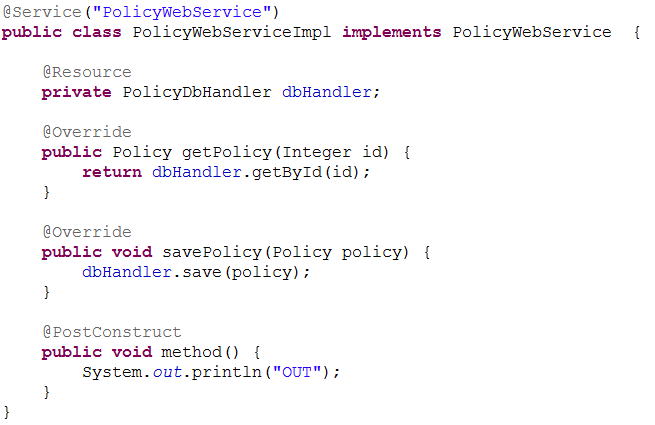 @Service("PolicyWebService")
public class PolicyWebServiceImpl implements PolicyWebService  {
@Resource
private PolicyDbHandler dbHandler;
@Override
public Policy getPolicy(Integer id) {
return dbHandler.getById(id);
}
@Override
public void savePolicy(Policy policy) {
dbHandler.save(policy);
}
@PostConstruct
public void method() {
System.out.println("OUT");
}
}